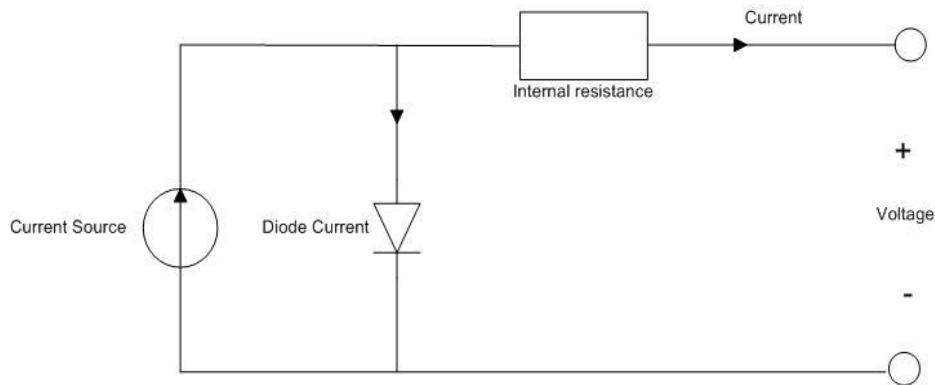 Current
Internal resistance
+
Current Source
Diode Current
Voltage
-